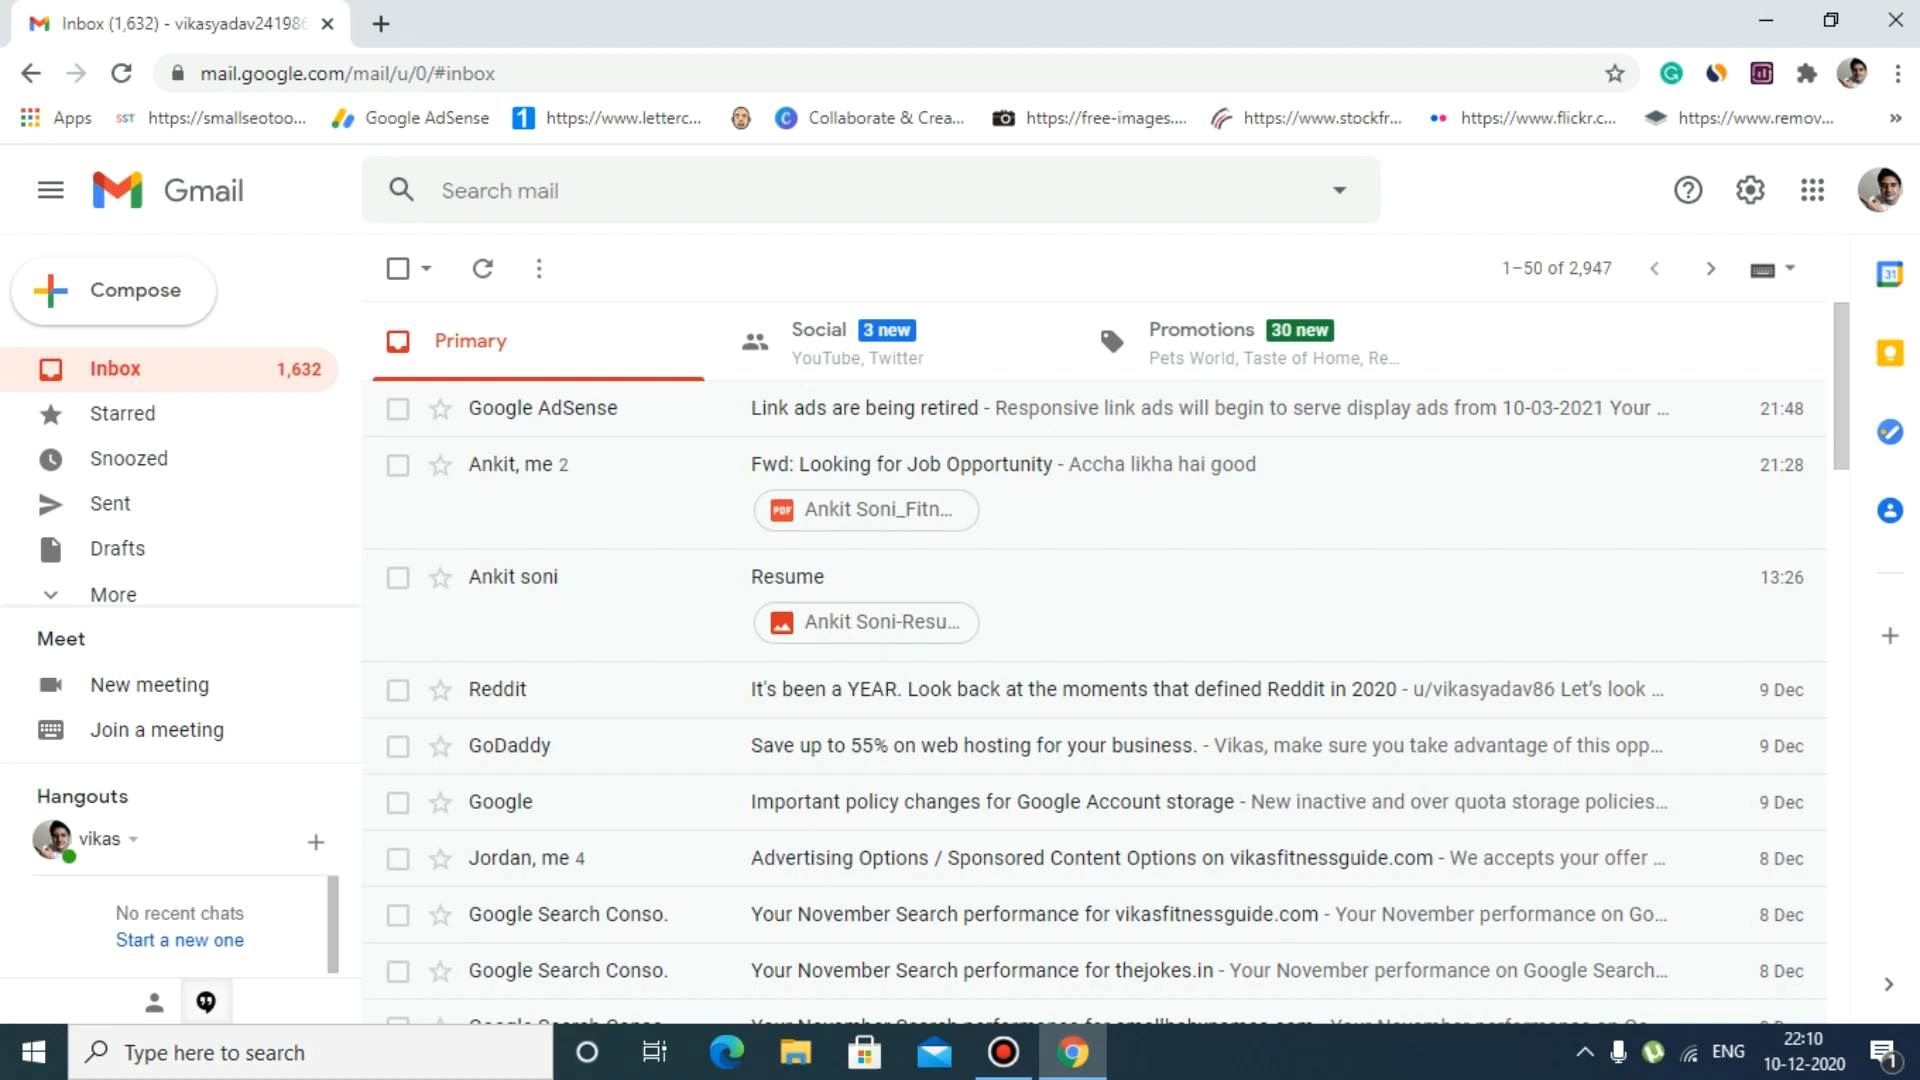 Inbox (1,632) - vikasyadav24198
mail.google.com/mail/u/0/#inbox
Apps SST https://smallseotoo... Google AdSense 1 https://www.letterc... C Collaborate & Crea... https://free-images.... https://www.stockfr... https://www.flickr.c... https://www.remov... »
Gmail
Search mail
Compose
1–50 of 2,947
31
Primary
Social 3 new
YouTube, Twitter
Promotions 30 new
Pets World, Taste of Home, Re...
Inbox 1,632
Starred
Snoozed
Sent
Drafts
More
Meet
New meeting
Join a meeting
Hangouts
vikas
No recent chats
Start a new one
Google AdSense Link ads are being retired - Responsive link ads will begin to serve display ads from 10-03-2021 Your ... 21:48
Ankit, me 2 Fwd: Looking for Job Opportunity - Accha likha hai good 21:28
PDF Ankit Soni_Fitn...
Ankit soni Resume 13:26
Ankit Soni-Resu...
Reddit It's been a YEAR. Look back at the moments that defined Reddit in 2020 - u/vikasyadav86 Let's look ... 9 Dec
GoDaddy Save up to 55% on web hosting for your business. - Vikas, make sure you take advantage of this opp... 9 Dec
Google Important policy changes for Google Account storage - New inactive and over quota storage policies... 9 Dec
Jordan, me 4 Advertising Options / Sponsored Content Options on vikasfitnessguide.com - We accepts your offer ... 8 Dec
Google Search Conso. Your November Search performance for vikasfitnessguide.com - Your November performance on Go... 8 Dec
Google Search Conso. Your November Search performance for thejokes.in - Your November performance on Google Search... 8 Dec
Type here to search
ENG
22:10
10-12-2020
1